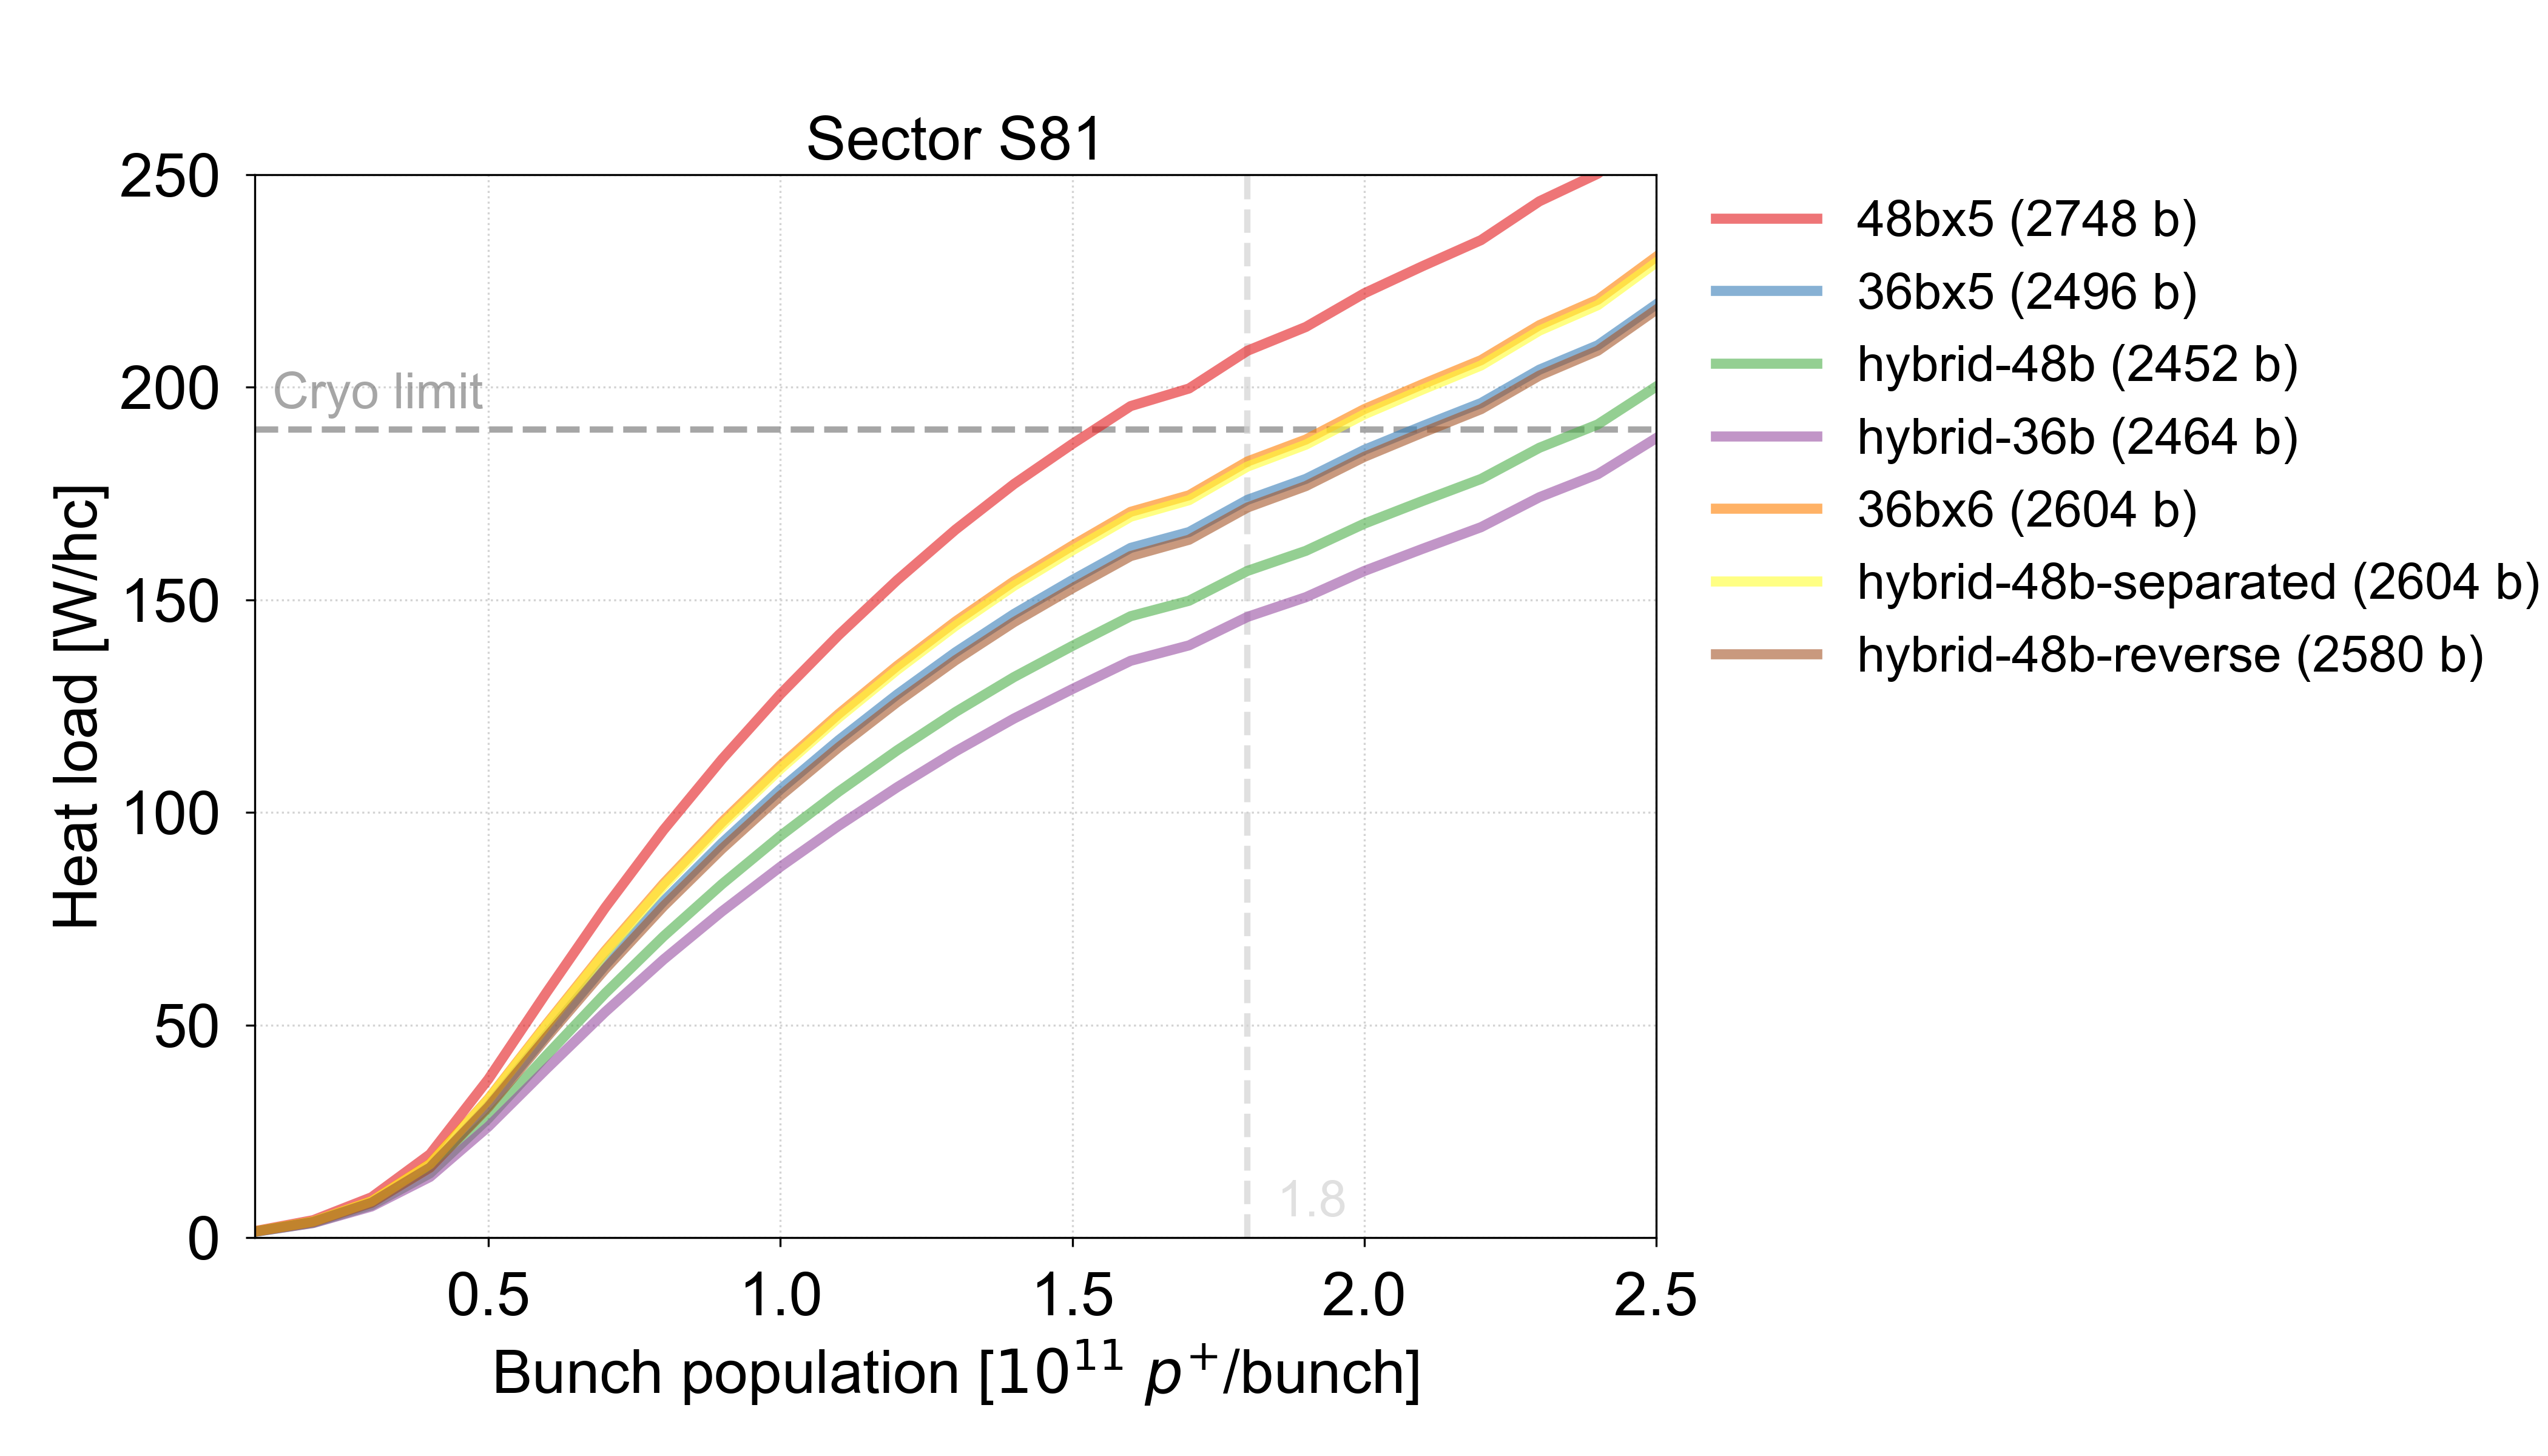 Sector S81
250
200
150
100
50
0
Heat load [W/hc]
Cryo limit
1.8
0.5 1.0 1.5 2.0 2.5
Bunch population [10¹¹ p⁺/bunch]
48bx5 (2748 b)
36bx5 (2496 b)
hybrid-48b (2452 b)
hybrid-36b (2464 b)
36bx6 (2604 b)
hybrid-48b-separated (2604 b)
hybrid-48b-reverse (2580 b)